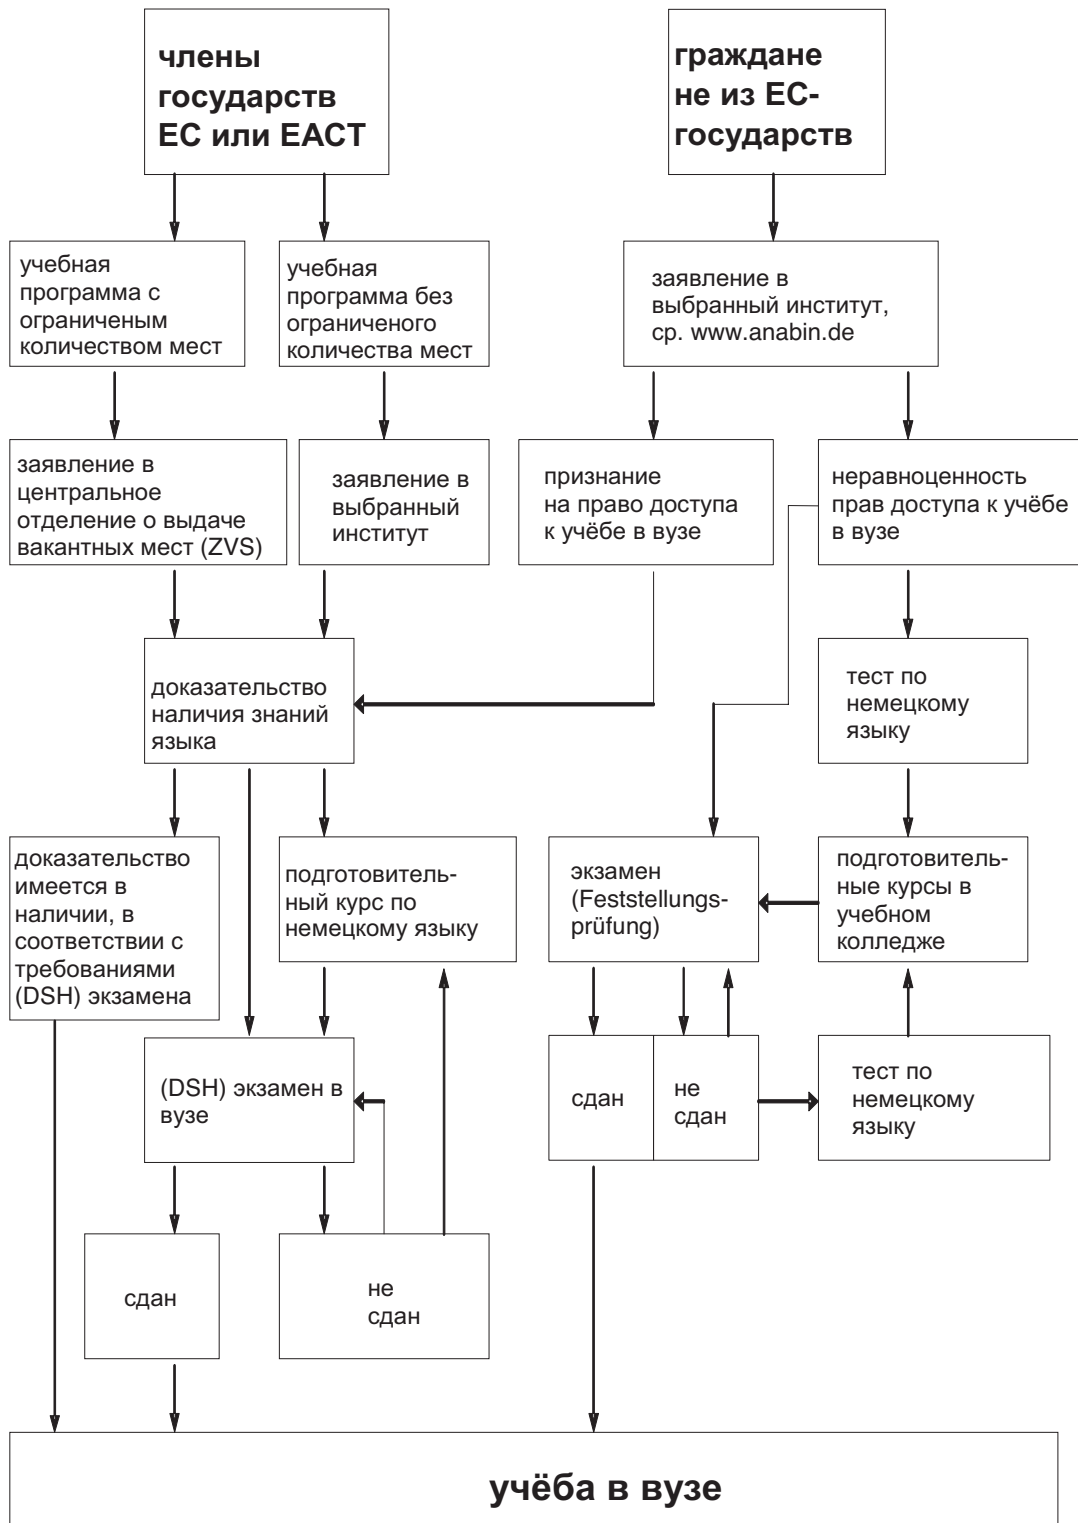 члены
государств
ЕС или ЕАСТ
граждане
не из ЕС-
государств
учебная
программа с
ограниченым
количеством мест
учебная
программа без
ограниченого
количества мест
заявление в
выбранный институт,
ср. www.anabin.de
заявление в
центральное
отделение о выдаче
вакантных мест (ZVS)
заявление в
выбранный
институт
признание
на право доступа
к учёбе в вузе
неравноценность
прав доступа к учёбе
в вузе
доказательство
наличия знаний
языка
тест по
немецкому
языку
доказательство
имеется в
наличии, в
соответствии с
требованиями
(DSH) экзамена
подготовитель-
ный курс по
немецкому языку
экзамен
(Feststellungs-
prüfung)
подготовитель-
ные курсы в
учебном
колледже
(DSH) экзамен в
вузе
сдан
не
сдан
тест по
немецкому
языку
сдан
не
сдан
учёба в вузе